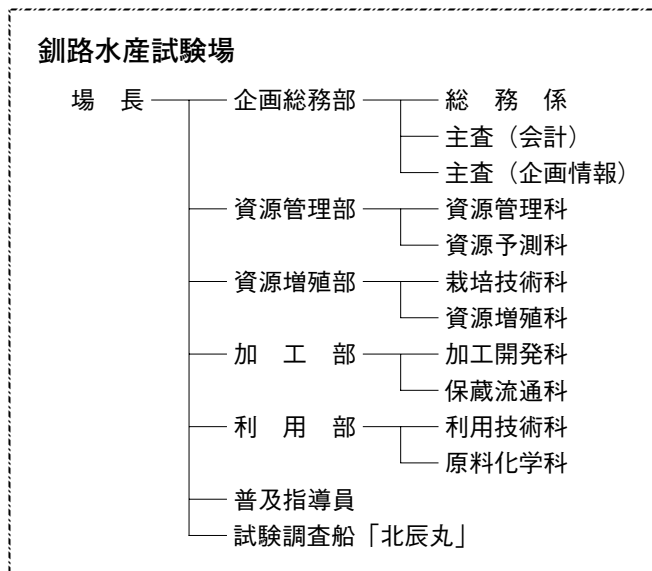 釧路水産試験場
場　長　企画総務部　総　務　係
主査（会計）
主査（企画情報）
資源管理部　資源管理科
資源予測科
資源増殖部　栽培技術科
資源増殖科
加　工　部　加工開発科
保蔵流通科
利　用　部　利用技術科
原料化学科
普及指導員
試験調査船「北辰丸」